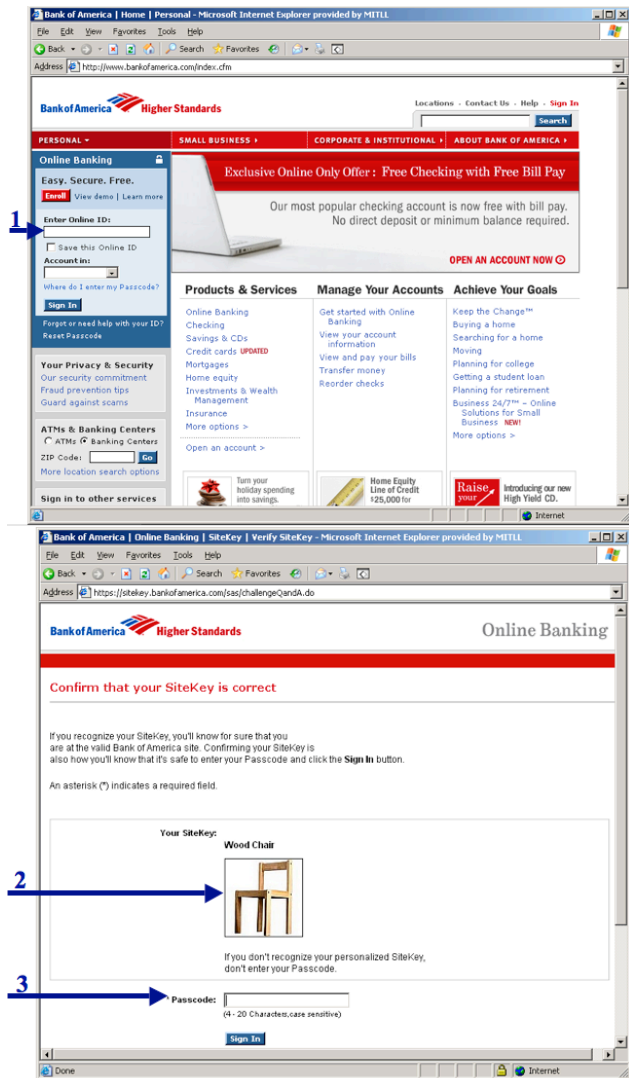 Bank of America | Home | Personal - Microsoft Internet Explorer provided by MITLL
File Edit View Favorites Tools Help
Back Search Favorites
Address http://www.bankofamerica.com/index.cfm
Locations - Contact Us - Help - Sign In
Bank of America Higher Standards
Search
PERSONAL SMALL BUSINESS CORPORATE & INSTITUTIONAL ABOUT BANK OF AMERICA
Online Banking
Easy. Secure. Free.
Enroll View demo | Learn more
1
Enter Online ID:
Save this Online ID
Account in:
Where do I enter my Passcode?
Sign In
Forgot or need help with your ID?
Reset Passcode
Your Privacy & Security
Our security commitment
Fraud prevention tips
Guard against scams
ATMs & Banking Centers
ATMs Banking Centers
ZIP Code: Go
More location search options
Sign in to other services
Exclusive Online Only Offer : Free Checking with Free Bill Pay
Our most popular checking account is now free with bill pay.
No direct deposit or minimum balance required.
OPEN AN ACCOUNT NOW
Products & Services
Online Banking
Checking
Savings & CDs
Credit cards UPDATED
Mortgages
Home equity
Investments & Wealth
Management
Insurance
More options >
Open an account >
Manage Your Accounts
Get started with Online
Banking
View your account
information
View and pay your bills
Transfer money
Reorder checks
Achieve Your Goals
Keep the Change™
Buying a home
Searching for a home
Moving
Planning for college
Getting a student loan
Planning for retirement
Business 24/7™ – Online
Solutions for Small
Business NEW!
More options >
Turn your
holiday spending
into savings.
Home Equity
Line of Credit
$25,000 for
Raise
your
Introducing our new
High Yield CD.
Internet
Bank of America | Online Banking | SiteKey | Verify SiteKey - Microsoft Internet Explorer provided by MITLL
File Edit View Favorites Tools Help
Back Search Favorites
Address https://sitekey.bankofamerica.com/sas/challengeQandA.do
Bank of America Higher Standards
Online Banking
Confirm that your SiteKey is correct
If you recognize your SiteKey, you'll know for sure that you
are at the valid Bank of America site. Confirming your SiteKey is
also how you'll know that it's safe to enter your Passcode and click the Sign In button.
An asterisk (*) indicates a required field.
Your SiteKey:
Wood Chair
2
If you don't recognize your personalized SiteKey,
don't enter your Passcode.
3
* Passcode:
(4 - 20 Characters,case sensitive)
Sign In
Done
Internet